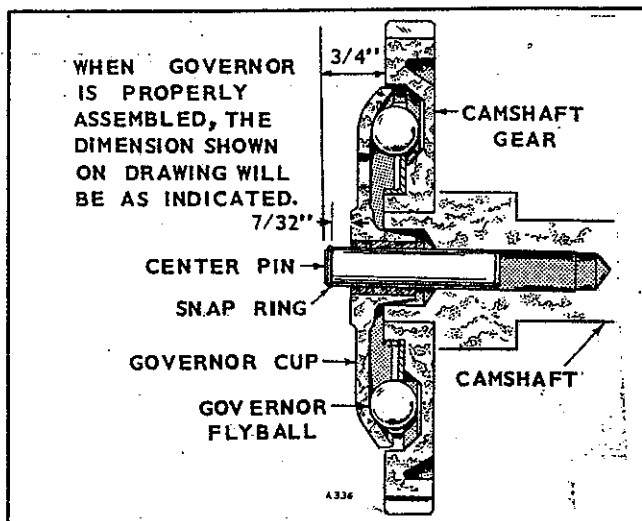 3/4''
WHEN GOVERNOR
IS PROPERLY
ASSEMBLED, THE
DIMENSION SHOWN
ON DRAWING WILL
BE AS INDICATED.
7/32''
CAMSHAFT
GEAR
CENTER PIN
SNAP RING
GOVERNOR CUP
CAMSHAFT
GOVERNOR
FLYBALL
A336